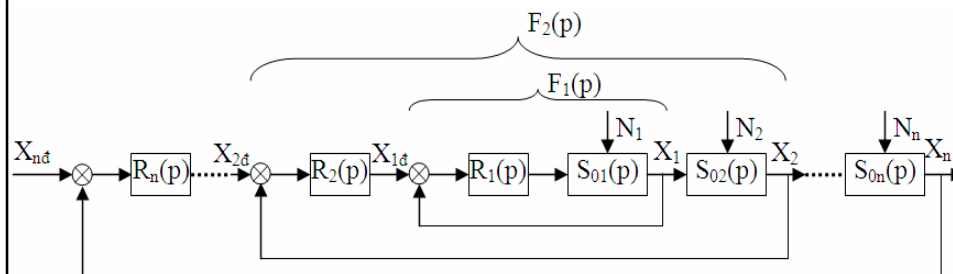 F₂(p)
F₁(p)
N₁ N₂ Nₙ
Xₙđ X₂đ X₁đ X₁ X₂ Xₙ
Rₙ(p) R₂(p) R₁(p) S₀₁(p) S₀₂(p) S₀ₙ(p)